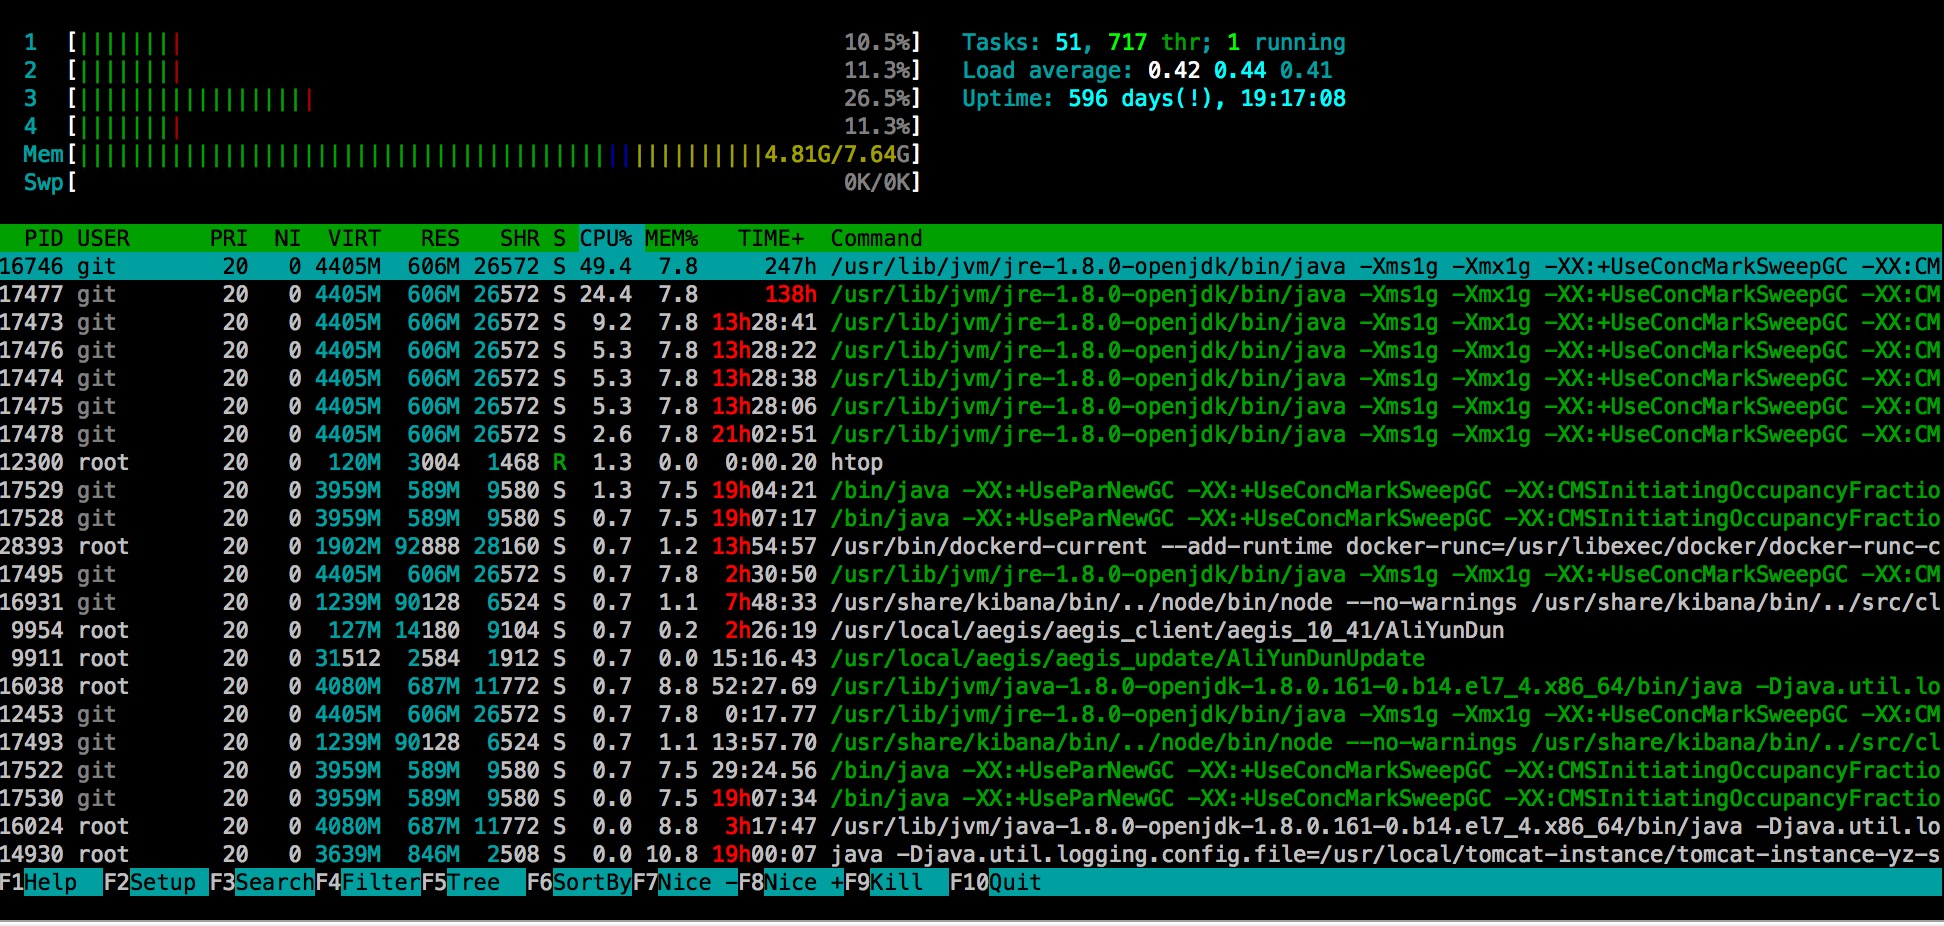 1 [||||||||                                    10.5%] Tasks: 51, 717 thr; 1 running
2 [||||||||                                    11.3%] Load average: 0.42 0.44 0.41
3 [||||||||||||||||||                          26.5%] Uptime: 596 days(!), 19:17:08
4 [||||||||                                    11.3%]
Mem[||||||||||||||||||||||||||||||||||||||||||||||||||||4.81G/7.64G]
Swp[ 0K/0K]
PID USER PRI NI VIRT RES SHR S CPU% MEM% TIME+ Command
16746 git 20 0 4405M 606M 26572 S 49.4 7.8 247h /usr/lib/jvm/jre-1.8.0-openjdk/bin/java -Xms1g -Xmx1g -XX:+UseConcMarkSweepGC -XX:CM
17477 git 20 0 4405M 606M 26572 S 24.4 7.8 138h /usr/lib/jvm/jre-1.8.0-openjdk/bin/java -Xms1g -Xmx1g -XX:+UseConcMarkSweepGC -XX:CM
17473 git 20 0 4405M 606M 26572 S 9.2 7.8 13h28:41 /usr/lib/jvm/jre-1.8.0-openjdk/bin/java -Xms1g -Xmx1g -XX:+UseConcMarkSweepGC -XX:CM
17476 git 20 0 4405M 606M 26572 S 5.3 7.8 13h28:22 /usr/lib/jvm/jre-1.8.0-openjdk/bin/java -Xms1g -Xmx1g -XX:+UseConcMarkSweepGC -XX:CM
17474 git 20 0 4405M 606M 26572 S 5.3 7.8 13h28:38 /usr/lib/jvm/jre-1.8.0-openjdk/bin/java -Xms1g -Xmx1g -XX:+UseConcMarkSweepGC -XX:CM
17475 git 20 0 4405M 606M 26572 S 5.3 7.8 13h28:06 /usr/lib/jvm/jre-1.8.0-openjdk/bin/java -Xms1g -Xmx1g -XX:+UseConcMarkSweepGC -XX:CM
17478 git 20 0 4405M 606M 26572 S 2.6 7.8 21h02:51 /usr/lib/jvm/jre-1.8.0-openjdk/bin/java -Xms1g -Xmx1g -XX:+UseConcMarkSweepGC -XX:CM
12300 root 20 0 120M 3004 1468 R 1.3 0.0 0:00.20 htop
17529 git 20 0 3959M 589M 9580 S 1.3 7.5 19h04:21 /bin/java -XX:+UseParNewGC -XX:+UseConcMarkSweepGC -XX:CMSInitiatingOccupancyFractio
17528 git 20 0 3959M 589M 9580 S 0.7 7.5 19h07:17 /bin/java -XX:+UseParNewGC -XX:+UseConcMarkSweepGC -XX:CMSInitiatingOccupancyFractio
28393 root 20 0 1902M 92888 28160 S 0.7 1.2 13h54:57 /usr/bin/dockerd-current --add-runtime docker-runc=/usr/libexec/docker/docker-runc-c
17495 git 20 0 4405M 606M 26572 S 0.7 7.8 2h30:50 /usr/lib/jvm/jre-1.8.0-openjdk/bin/java -Xms1g -Xmx1g -XX:+UseConcMarkSweepGC -XX:CM
16931 git 20 0 1239M 90128 6524 S 0.7 1.1 7h48:33 /usr/share/kibana/bin/../node/bin/node --no-warnings /usr/share/kibana/bin/../src/cl
9954 root 20 0 127M 14180 9104 S 0.7 0.2 2h26:19 /usr/local/aegis/aegis_client/aegis_10_41/AliYunDun
9911 root 20 0 31512 2584 1912 S 0.7 0.0 15:16.43 /usr/local/aegis/aegis_update/AliYunDunUpdate
16038 root 20 0 4080M 687M 11772 S 0.7 8.8 52:27.69 /usr/lib/jvm/java-1.8.0-openjdk-1.8.0.161-0.b14.el7_4.x86_64/bin/java -Djava.util.lo
12453 git 20 0 4405M 606M 26572 S 0.7 7.8 0:17.77 /usr/lib/jvm/jre-1.8.0-openjdk/bin/java -Xms1g -Xmx1g -XX:+UseConcMarkSweepGC -XX:CM
17493 git 20 0 1239M 90128 6524 S 0.7 1.1 13:57.70 /usr/share/kibana/bin/../node/bin/node --no-warnings /usr/share/kibana/bin/../src/cl
17522 git 20 0 3959M 589M 9580 S 0.7 7.5 29:24.56 /bin/java -XX:+UseParNewGC -XX:+UseConcMarkSweepGC -XX:CMSInitiatingOccupancyFractio
17530 git 20 0 3959M 589M 9580 S 0.0 7.5 19h07:34 /bin/java -XX:+UseParNewGC -XX:+UseConcMarkSweepGC -XX:CMSInitiatingOccupancyFractio
16024 root 20 0 4080M 687M 11772 S 0.0 8.8 3h17:47 /usr/lib/jvm/java-1.8.0-openjdk-1.8.0.161-0.b14.el7_4.x86_64/bin/java -Djava.util.lo
14930 root 20 0 3639M 846M 2508 S 0.0 10.8 19h00:07 java -Djava.util.logging.config.file=/usr/local/tomcat-instance/tomcat-instance-yz-s
F1Help F2Setup F3SearchF4FilterF5Tree F6SortByF7Nice -F8Nice +F9Kill F10Quit